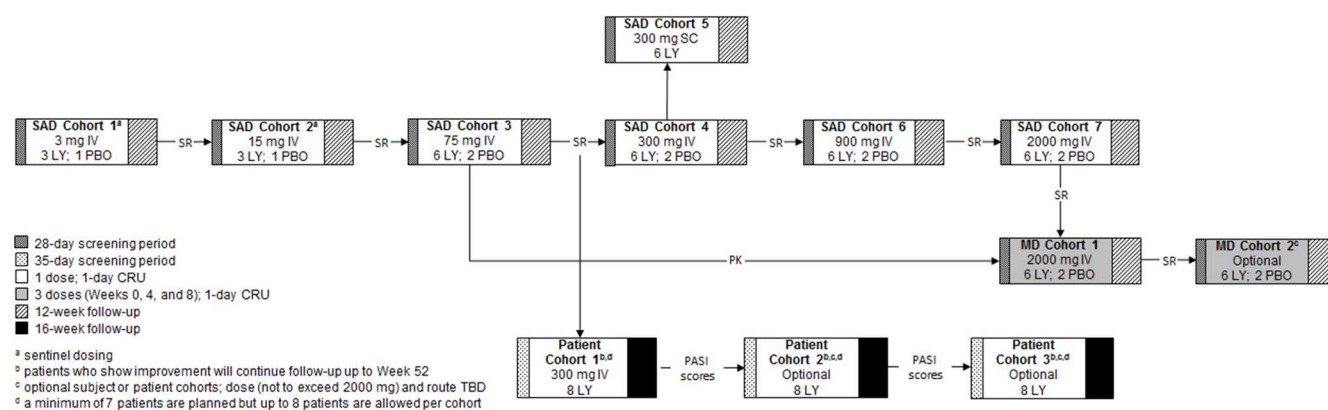 SAD Cohort 5
300 mg SC
6 LY
SAD Cohort 1ᵃ
3 mg IV
3 LY; 1 PBO
SR
SAD Cohort 2ᵃ
15 mg IV
3 LY; 1 PBO
SR
SAD Cohort 3
75 mg IV
6 LY; 2 PBO
SR
SAD Cohort 4
300 mg IV
6 LY; 2 PBO
SR
SAD Cohort 6
900 mg IV
6 LY; 2 PBO
SR
SAD Cohort 7
2000 mg IV
6 LY; 2 PBO
SR
SR
PK
MD Cohort 1
2000 mg IV
6 LY; 2 PBO
SR
MD Cohort 2ᶜ
Optional
6 LY; 2 PBO
28-day screening period
35-day screening period
1 dose; 1-day CRU
3 doses (Weeks 0, 4, and 8); 1-day CRU
12-week follow-up
16-week follow-up
Patient
Cohort 1ᵇ,ᵈ
300 mg IV
8 LY
PASI
scores
Patient
Cohort 2ᵇ,ᶜ,ᵈ
Optional
8 LY
PASI
scores
Patient
Cohort 3ᵇ,ᶜ,ᵈ
Optional
8 LY
ᵃ sentinel dosing
ᵇ patients who show improvement will continue follow-up up to Week 52
ᶜ optional subject or patient cohorts; dose (not to exceed 2000 mg) and route TBD
ᵈ a minimum of 7 patients are planned but up to 8 patients are allowed per cohort